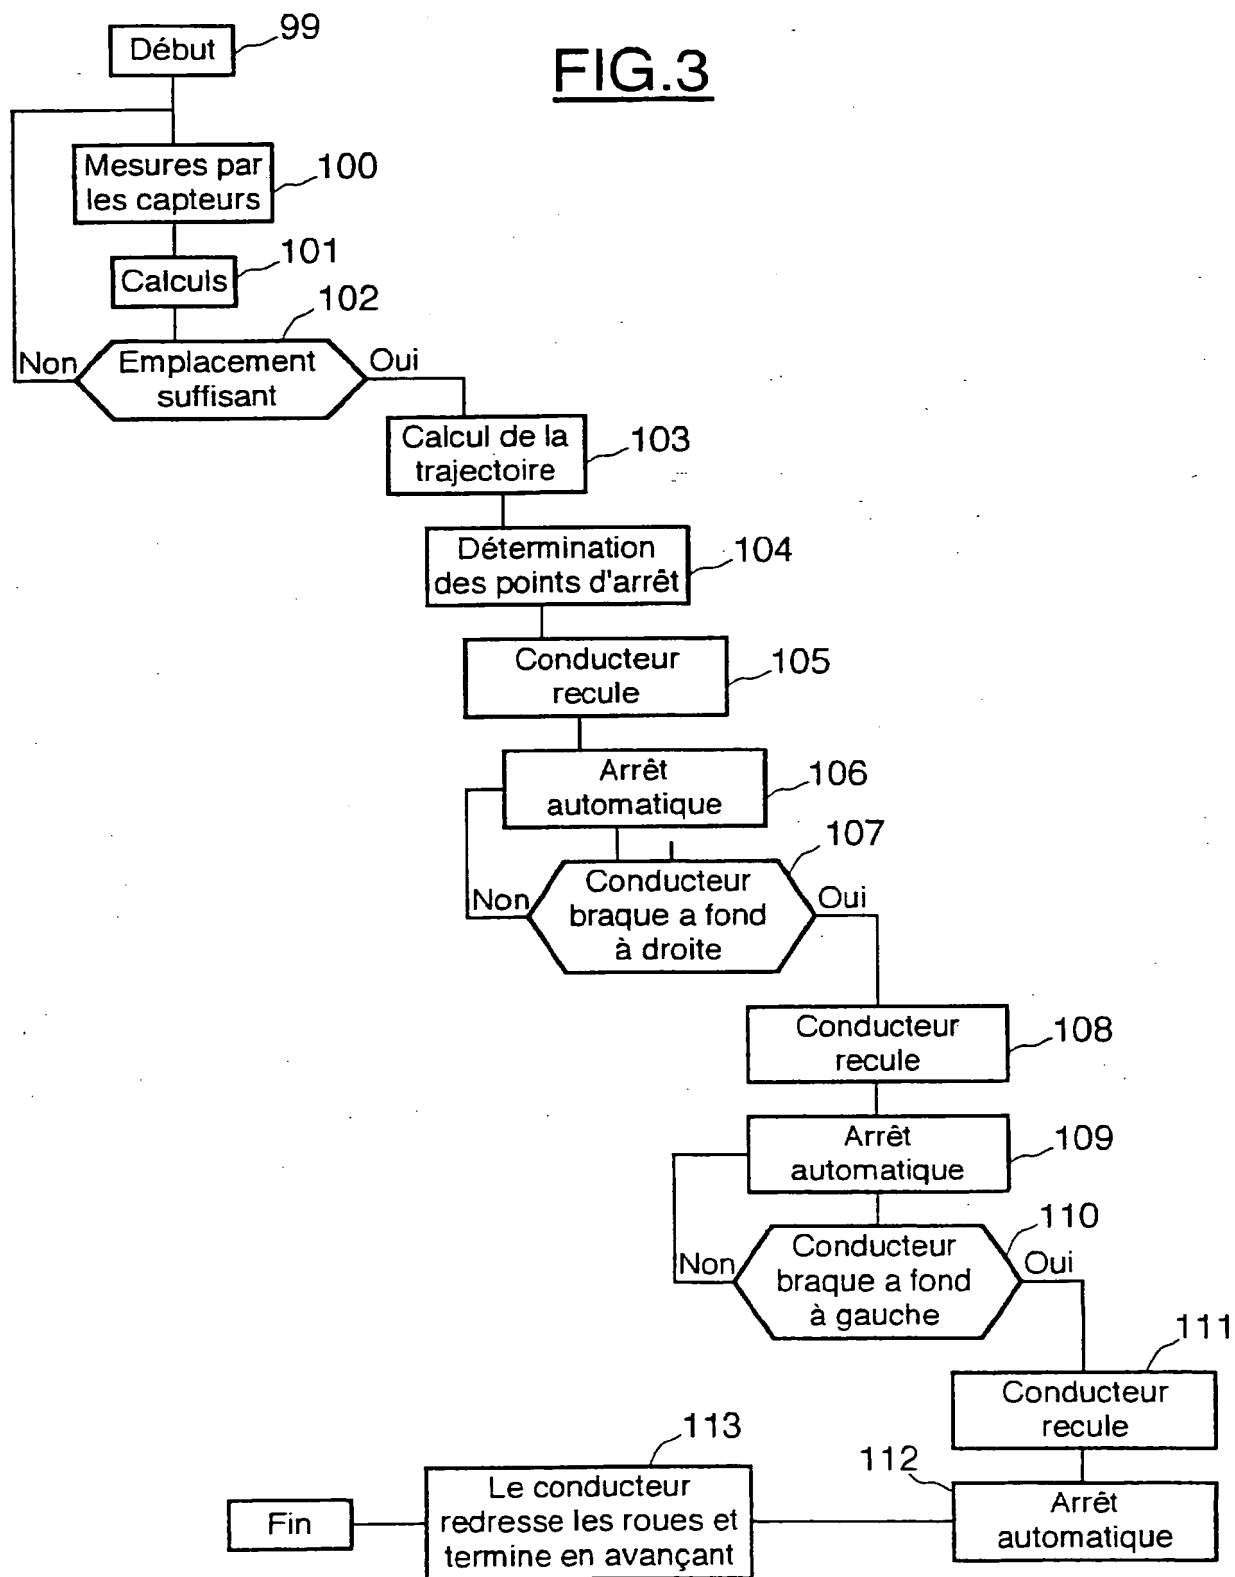 FIG.3
Début
99
Mesures par
les capteurs
100
Calculs
101
Emplacement
suffisant
102
Non
Oui
Calcul de la
trajectoire
103
Détermination
des points d'arrêt
104
Conducteur
recule
105
Arrêt
automatique
106
Conducteur
braque a fond
à droite
107
Non
Oui
Conducteur
recule
108
Arrêt
automatique
109
Conducteur
braque a fond
à gauche
110
Non
Oui
Conducteur
recule
111
Arrêt
automatique
112
Le conducteur
redresse les roues et
termine en avançant
113
Fin